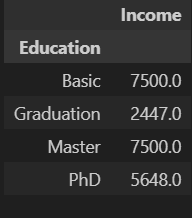 Income
Education
Basic 7500.0
Graduation 2447.0
Master 7500.0
PhD 5648.0